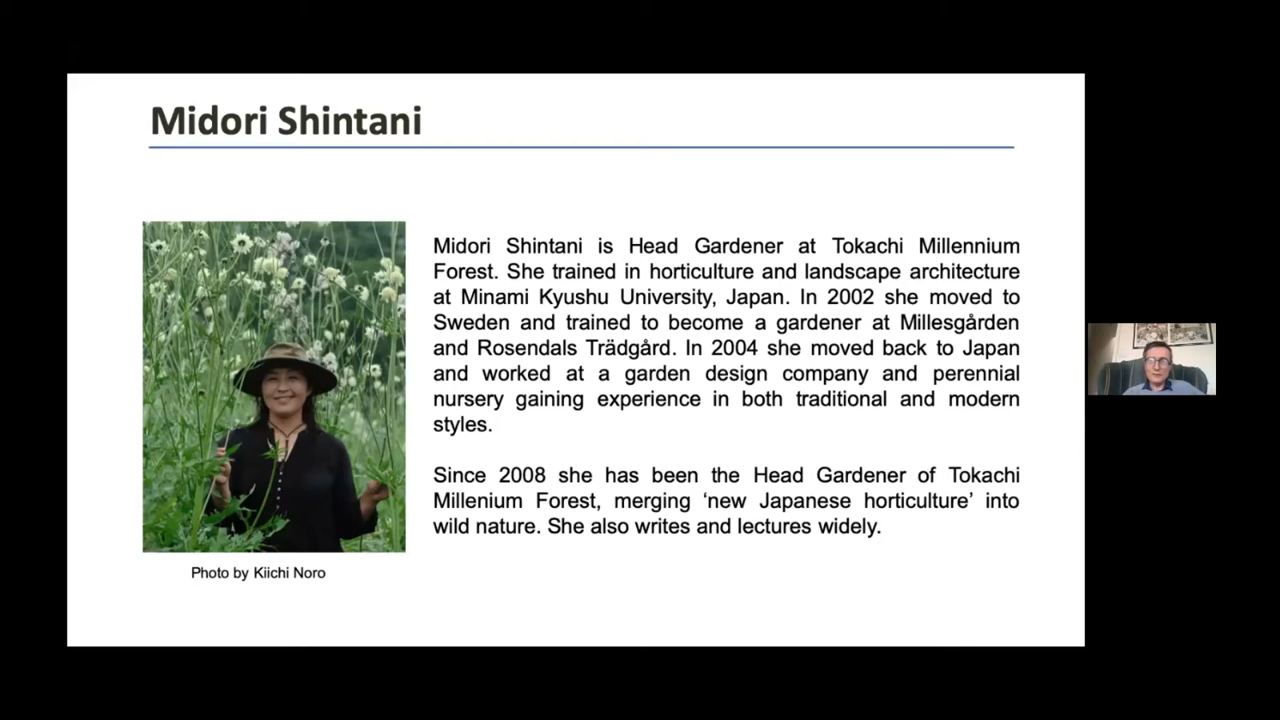 Midori Shintani
Midori Shintani is Head Gardener at Tokachi Millennium
Forest. She trained in horticulture and landscape architecture
at Minami Kyushu University, Japan. In 2002 she moved to
Sweden and trained to become a gardener at Millesgården
and Rosendals Trädgård. In 2004 she moved back to Japan
and worked at a garden design company and perennial
nursery gaining experience in both traditional and modern
styles.
Since 2008 she has been the Head Gardener of Tokachi
Millenium Forest, merging ‘new Japanese horticulture’ into
wild nature. She also writes and lectures widely.
Photo by Kiichi Noro